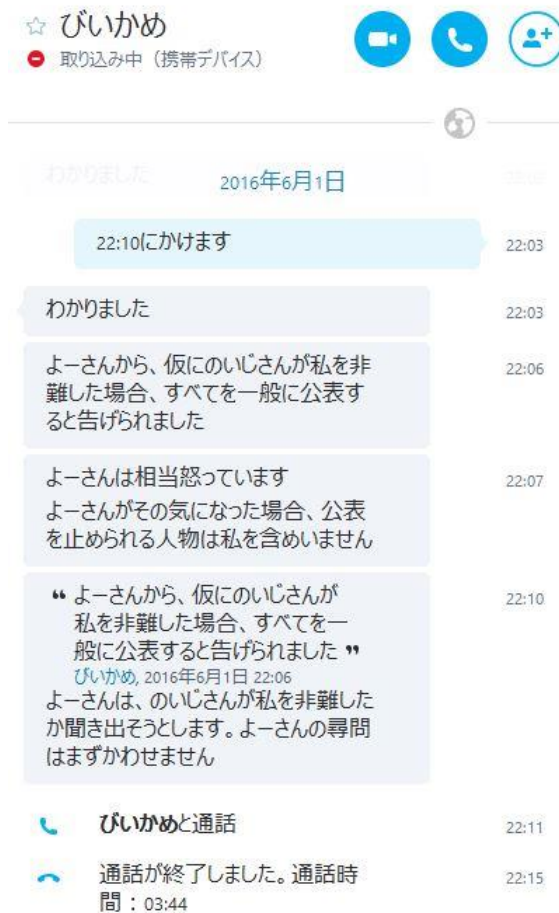 びいかめ
取り込み中（携帯デバイス）
わかりました
2016年6月1日
22:10にかけます
22:03
わかりました
22:03
よーさんから、仮にのいじさんが私を非
22:06
難した場合、すべてを一般に公表す
ると告げられました
よーさんは相当怒っています
22:07
よーさんがその気になった場合、公表
を止められる人物は私を含めいません
“ よーさんから、仮にのいじさんが
22:10
私を非難した場合、すべてを一
般に公表すると告げられました ”
びいかめ, 2016年6月1日 22:06
よーさんは、のいじさんが私を非難した
か聞き出そうとします。よーさんの尋問
はまずかわせません
びいかめと通話
22:11
通話が終了しました。通話時
22:15
間：03:44